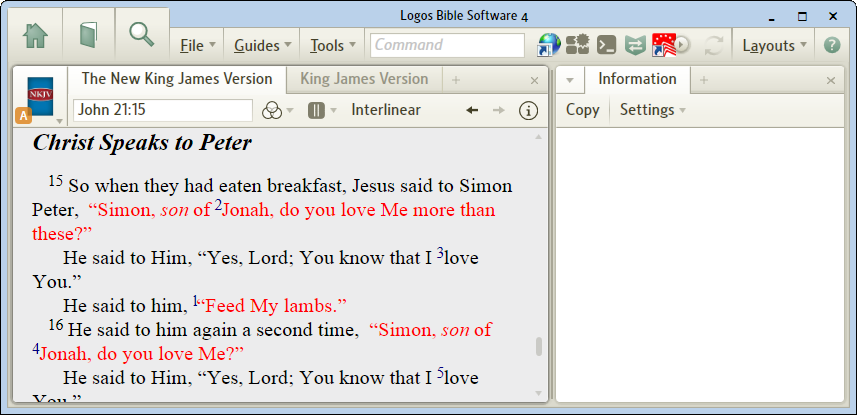 Logos Bible Software 4
File Guides Tools Command Layouts ?
NKJV
A
The New King James Version King James Version + ×
John 21:15 Interlinear
Information + ×
Copy Settings
Christ Speaks to Peter
15 So when they had eaten breakfast, Jesus said to Simon
Peter, “Simon, son of 2Jonah, do you love Me more than
these?”
He said to Him, “Yes, Lord; You know that I 3love
You.”
He said to him, 1“Feed My lambs.”
16 He said to him again a second time, “Simon, son of
4Jonah, do you love Me?”
He said to Him, “Yes, Lord; You know that I 5love
You.”